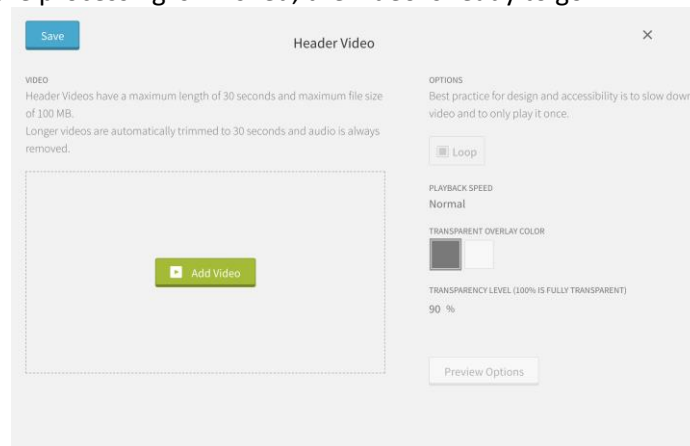 Save
Header Video
VIDEO
Header Videos have a maximum length of 30 seconds and maximum file size
of 100 MB.
Longer videos are automatically trimmed to 30 seconds and audio is always
removed.
Add Video
OPTIONS
Best practice for design and accessibility is to slow down
video and to only play it once.
Loop
PLAYBACK SPEED
Normal
TRANSPARENT OVERLAY COLOR
TRANSPARENCY LEVEL (100% IS FULLY TRANSPARENT)
90 %
Preview Options